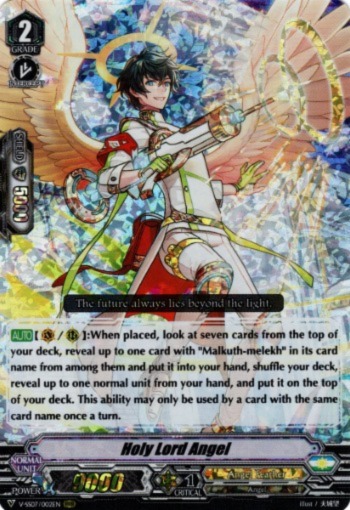 2
GRADE
INTERCEPT
SHIELD
5000
The future always lies beyond the light.
AUTO [ / ]:When placed, look at seven cards from the top of
your deck, reveal up to one card with "Malkuth-melekh" in its card
name from among them and put it into your hand, shuffle your deck,
reveal up to one normal unit from your hand, and put it on the top
of your deck. This ability may only be used by a card with the same
card name once a turn.
Holy Lord Angel
NORMAL
UNIT
POWER
9000
1
CRITICAL
Angel
V-SS07/002EN RRR
Illust /